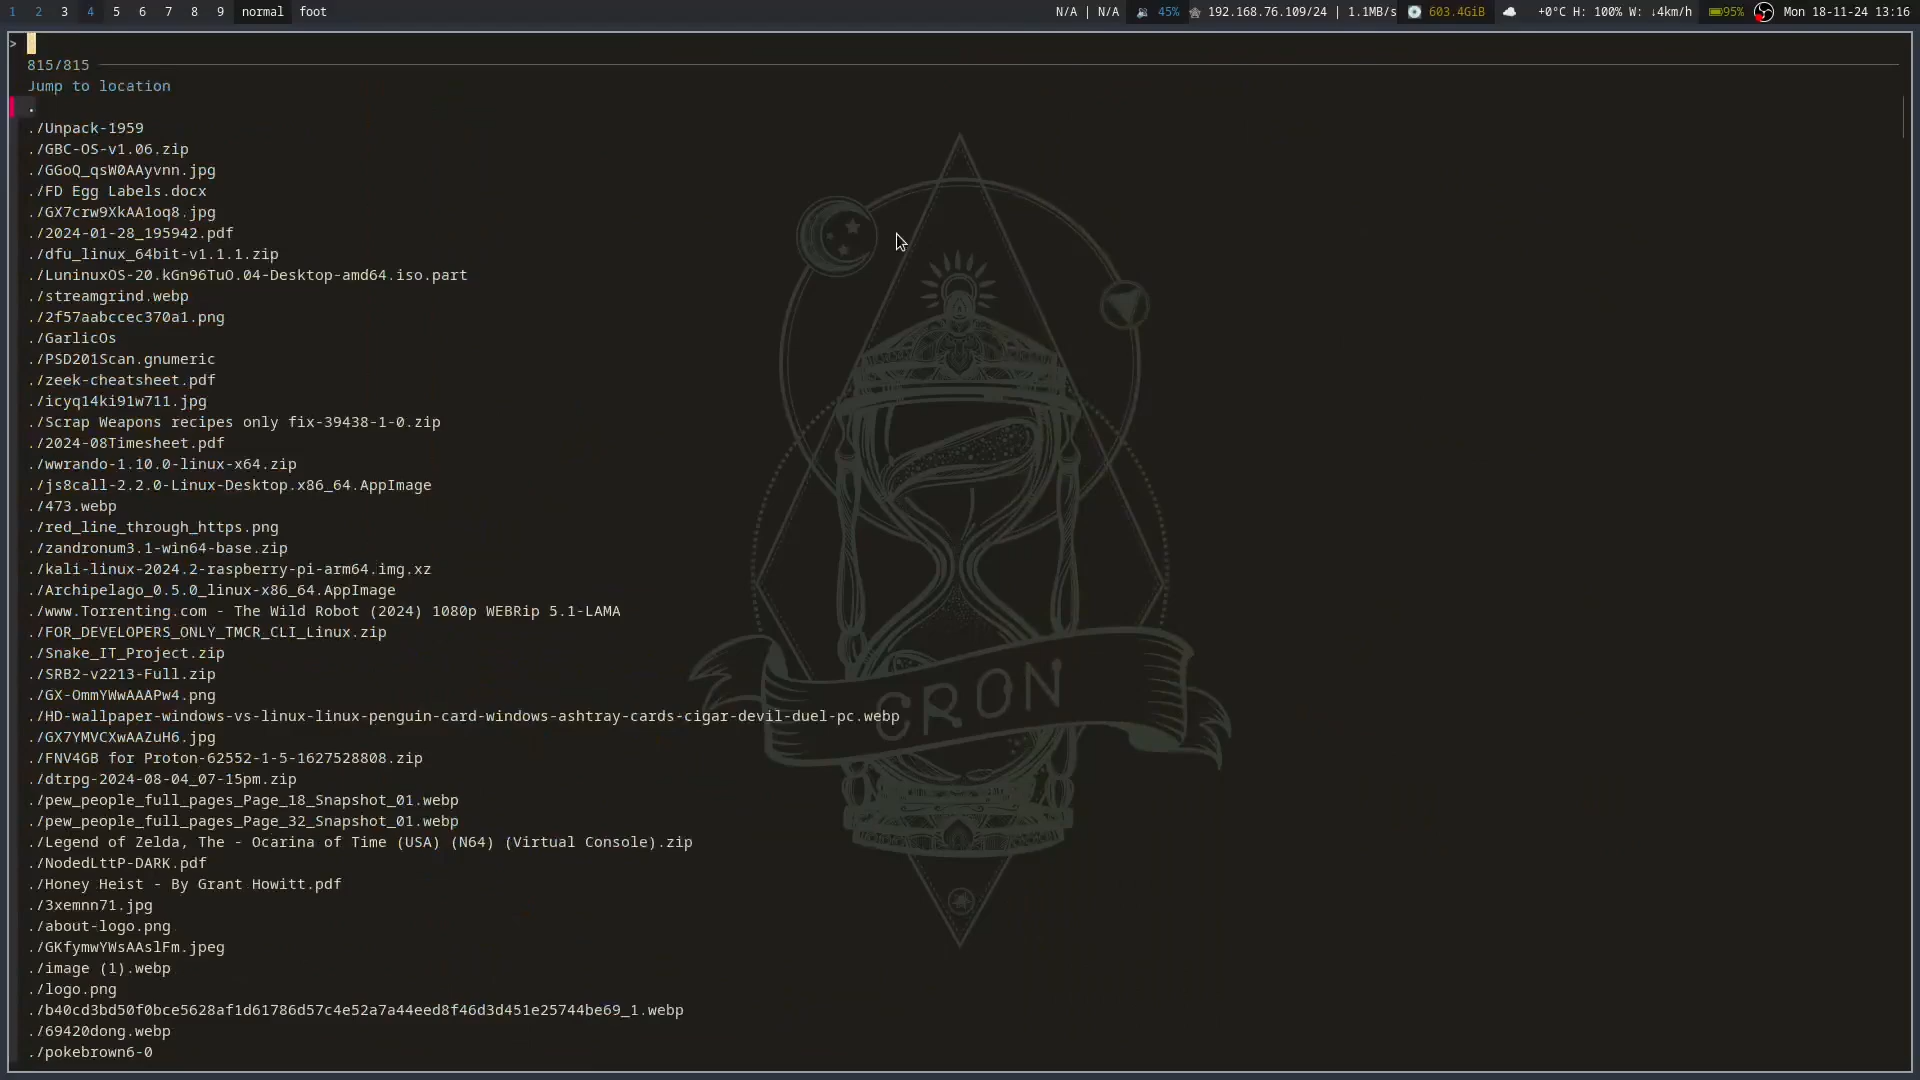 1 2 3 4 5 6 7 8 9 normal foot N/A | N/A 45% 192.168.76.109/24 | 1.1MB/s 603.4GiB +0°C H: 100% W: ↓4km/h 95% Mon 18-11-24 13:16
>
815/815
Jump to location
.
./Unpack-1959
./GBC-OS-v1.06.zip
./GGoQ_qsW0AAyvnn.jpg
./FD Egg Labels.docx
./GX7crw9XkAA1oq8.jpg
./2024-01-28_195942.pdf
./dfu_linux_64bit-v1.1.1.zip
./LuninuxOS-20.kGn96TuO.04-Desktop-amd64.iso.part
./streamgrind.webp
./2f57aabccec370a1.png
./GarlicOs
./PSD201Scan.gnumeric
./zeek-cheatsheet.pdf
./icyq14ki91w711.jpg
./Scrap Weapons recipes only fix-39438-1-0.zip
./2024-08Timesheet.pdf
./wwrando-1.10.0-linux-x64.zip
./js8call-2.2.0-Linux-Desktop.x86_64.AppImage
./473.webp
./red_line_through_https.png
./zandronum3.1-win64-base.zip
./kali-linux-2024.2-raspberry-pi-arm64.img.xz
./Archipelago_0.5.0_linux-x86_64.AppImage
./www.Torrenting.com - The Wild Robot (2024) 1080p WEBRip 5.1-LAMA
./FOR_DEVELOPERS_ONLY_TMCR_CLI_Linux.zip
./Snake_IT_Project.zip
./SRB2-v2213-Full.zip
./GX-OmmYWwAAAPw4.png
./HD-wallpaper-windows-vs-linux-linux-penguin-card-windows-ashtray-cards-cigar-devil-duel-pc.webp
./GX7YMVCXwAAZuH6.jpg
./FNV4GB for Proton-62552-1-5-1627528808.zip
./dtrpg-2024-08-04_07-15pm.zip
./pew_people_full_pages_Page_18_Snapshot_01.webp
./pew_people_full_pages_Page_32_Snapshot_01.webp
./Legend of Zelda, The - Ocarina of Time (USA) (N64) (Virtual Console).zip
./NodedLttP-DARK.pdf
./Honey Heist - By Grant Howitt.pdf
./3xemnn71.jpg
./about-logo.png
./GKfymwYWsAAslFm.jpeg
./image (1).webp
./logo.png
./b40cd3bd50f0bce5628af1d61786d57c4e52a7a44eed8f46d3d451e25744be69_1.webp
./69420dong.webp
./pokebrown6-0
CRON